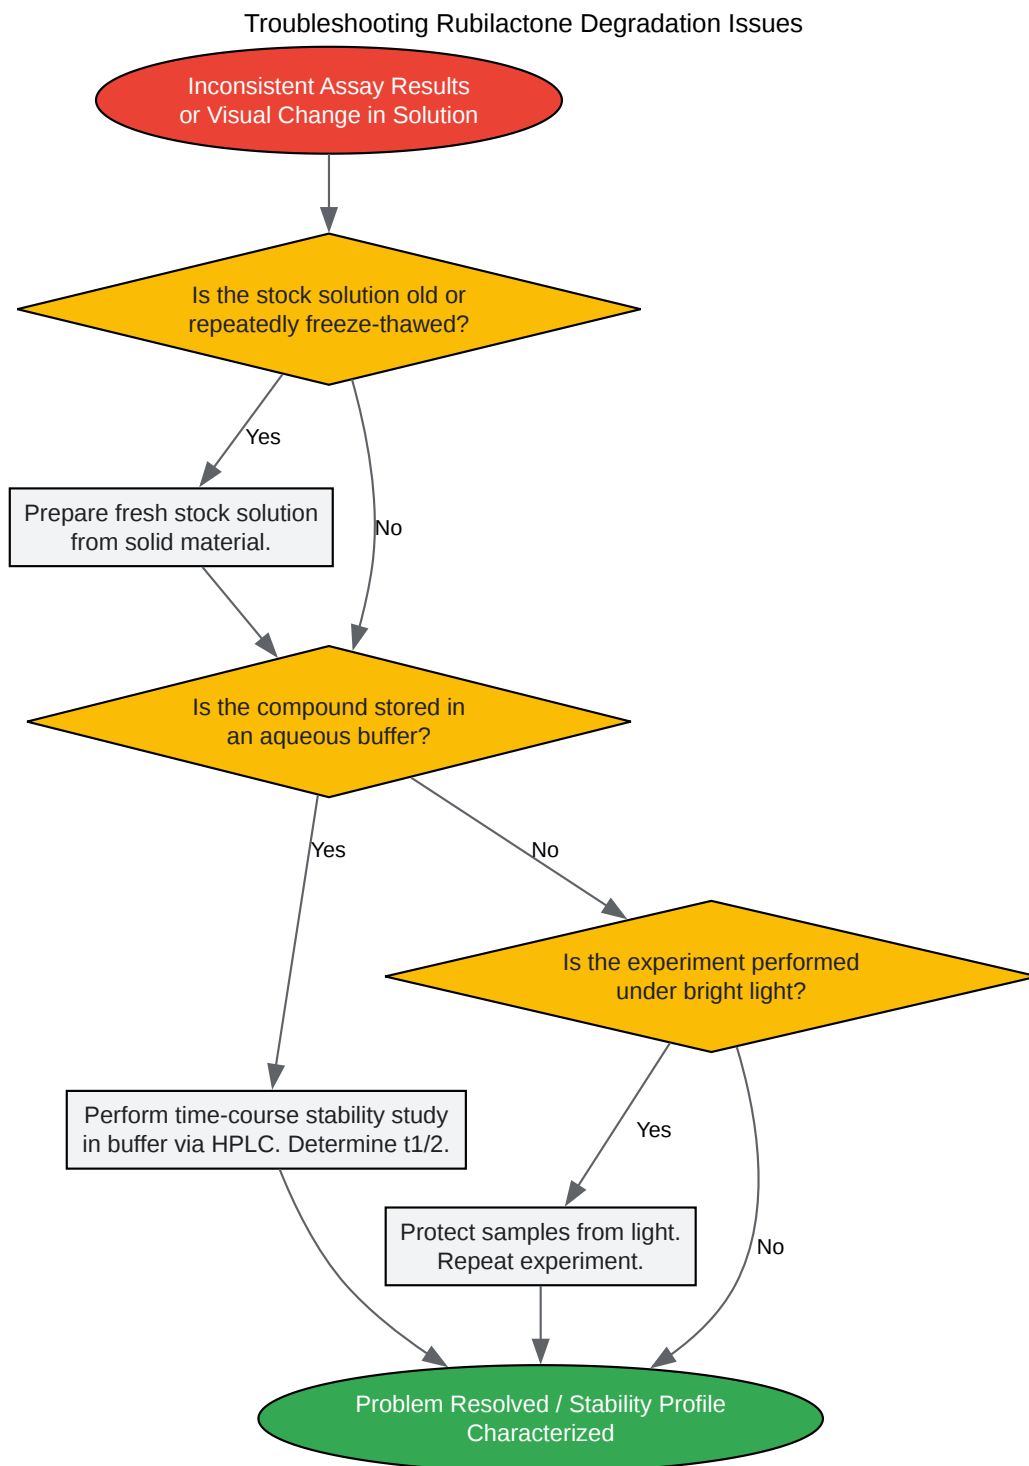 Troubleshooting Rubilactone Degradation Issues
Inconsistent Assay Results
or Visual Change in Solution
Is the stock solution old or
repeatedly freeze-thawed?
Yes
Prepare fresh stock solution
from solid material.
No
Is the compound stored in
an aqueous buffer?
Yes
No
Is the experiment performed
under bright light?
Perform time-course stability study
in buffer via HPLC. Determine t1/2.
Yes
Protect samples from light.
Repeat experiment.
No
Problem Resolved / Stability Profile
Characterized